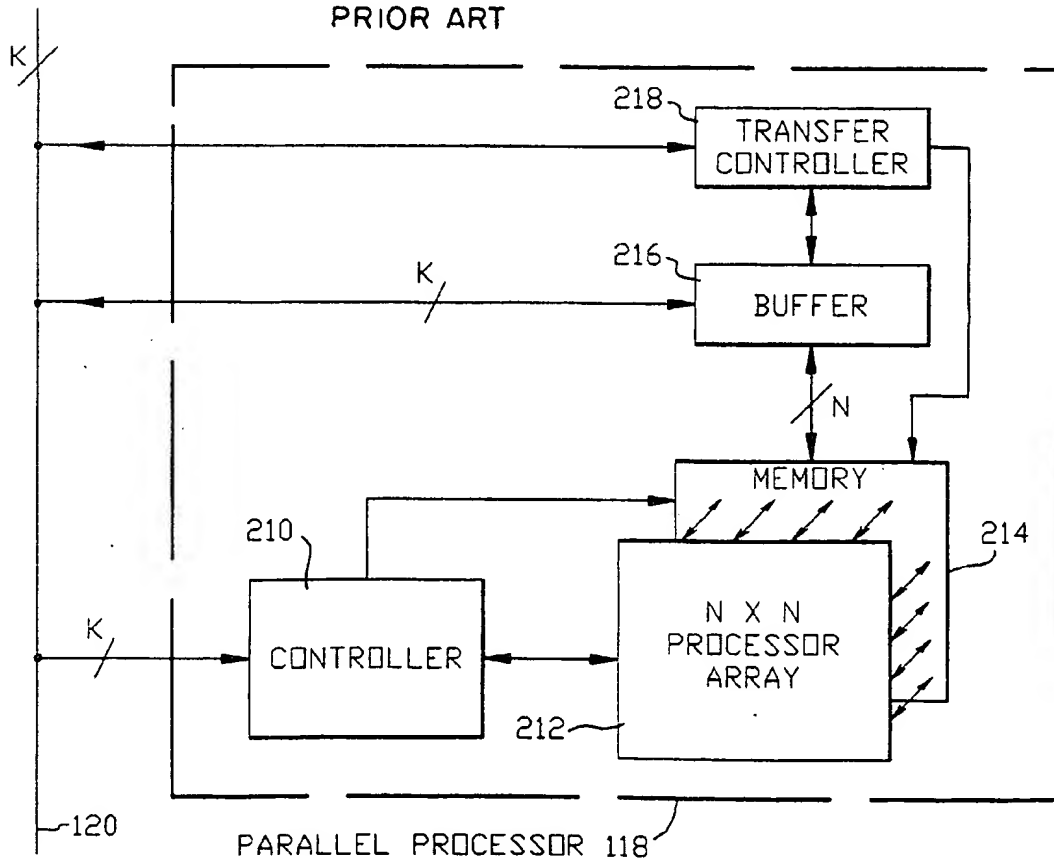 PRIOR ART
K
218
TRANSFER
CONTROLLER
216
K
BUFFER
N
MEMORY
210
214
N X N
PROCESSOR
ARRAY
K
CONTROLLER
212
120
PARALLEL PROCESSOR 118